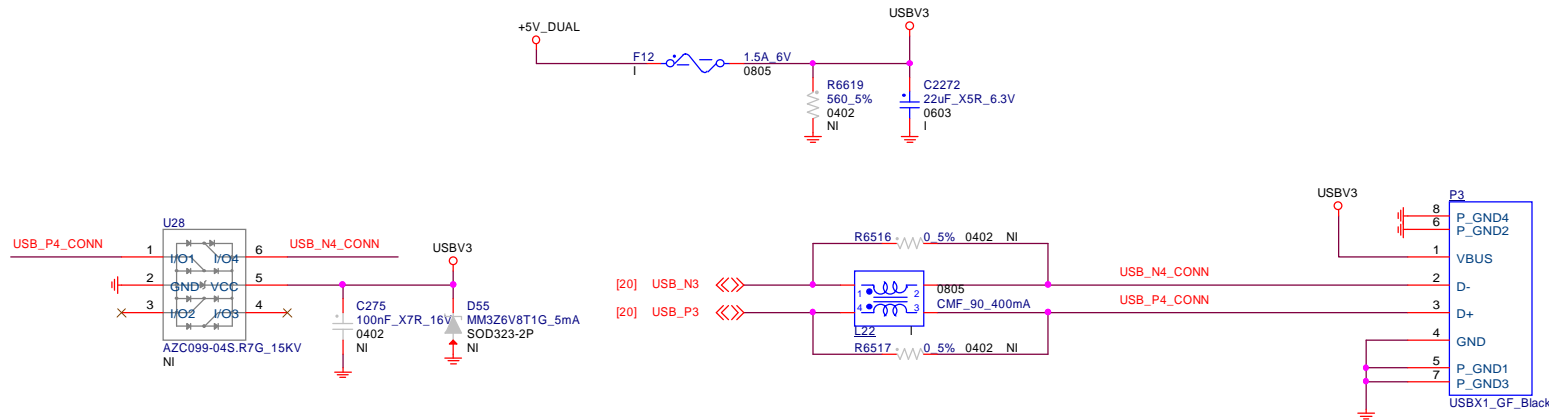 USBV3
+5V_DUAL
F12
I
1.5A_6V
0805
R6619
560_5%
0402
NI
C2272
22uF_X5R_6.3V
0603
I
U28
USB_P4_CONN
1
I/O1
I/O4
6
USB_N4_CONN
2
GND
VCC
5
3
I/O2
I/O3
4
AZC099-04S.R7G_15KV
NI
USBV3
C275
100nF_X7R_16V
0402
NI
D55
MM3Z6V8T1G_5mA
SOD323-2P
NI
R6516
0_5%
0402
NI
[20]
USB_N3
[20]
USB_P3
1
2
4
3
0805
CMF_90_400mA
L22
I
USB_N4_CONN
USB_P4_CONN
R6517
0_5%
0402
NI
USBV3
P3
8
P_GND4
6
P_GND2
1
VBUS
2
D-
3
D+
4
GND
5
P_GND1
7
P_GND3
USBX1_GF_Black